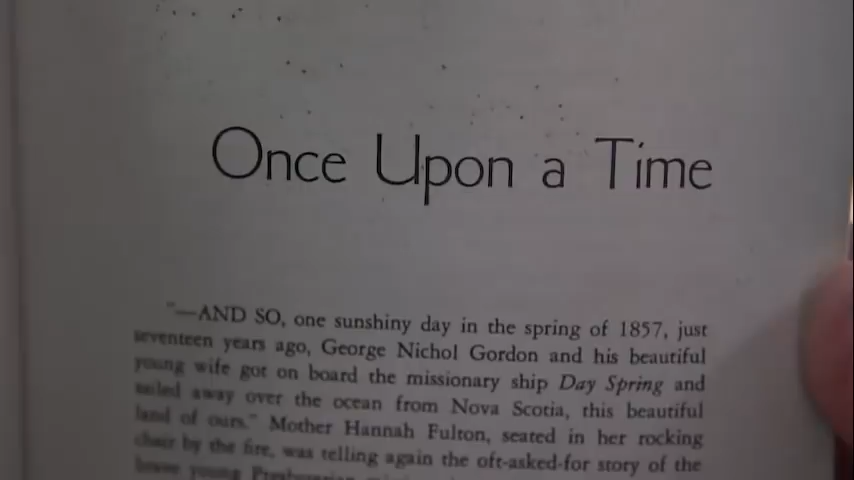 Once Upon a Time
"—AND SO, one sunshiny day in the spring of 1857, just
seventeen years ago, George Nichol Gordon and his beautiful
young wife got on board the missionary ship Day Spring and
sailed away over the ocean from Nova Scotia, this beautiful
land of ours." Mother Hannah Fulton, seated in her rocking
chair by the fire, was telling again the oft-asked-for story of the
brave young Presbyterian